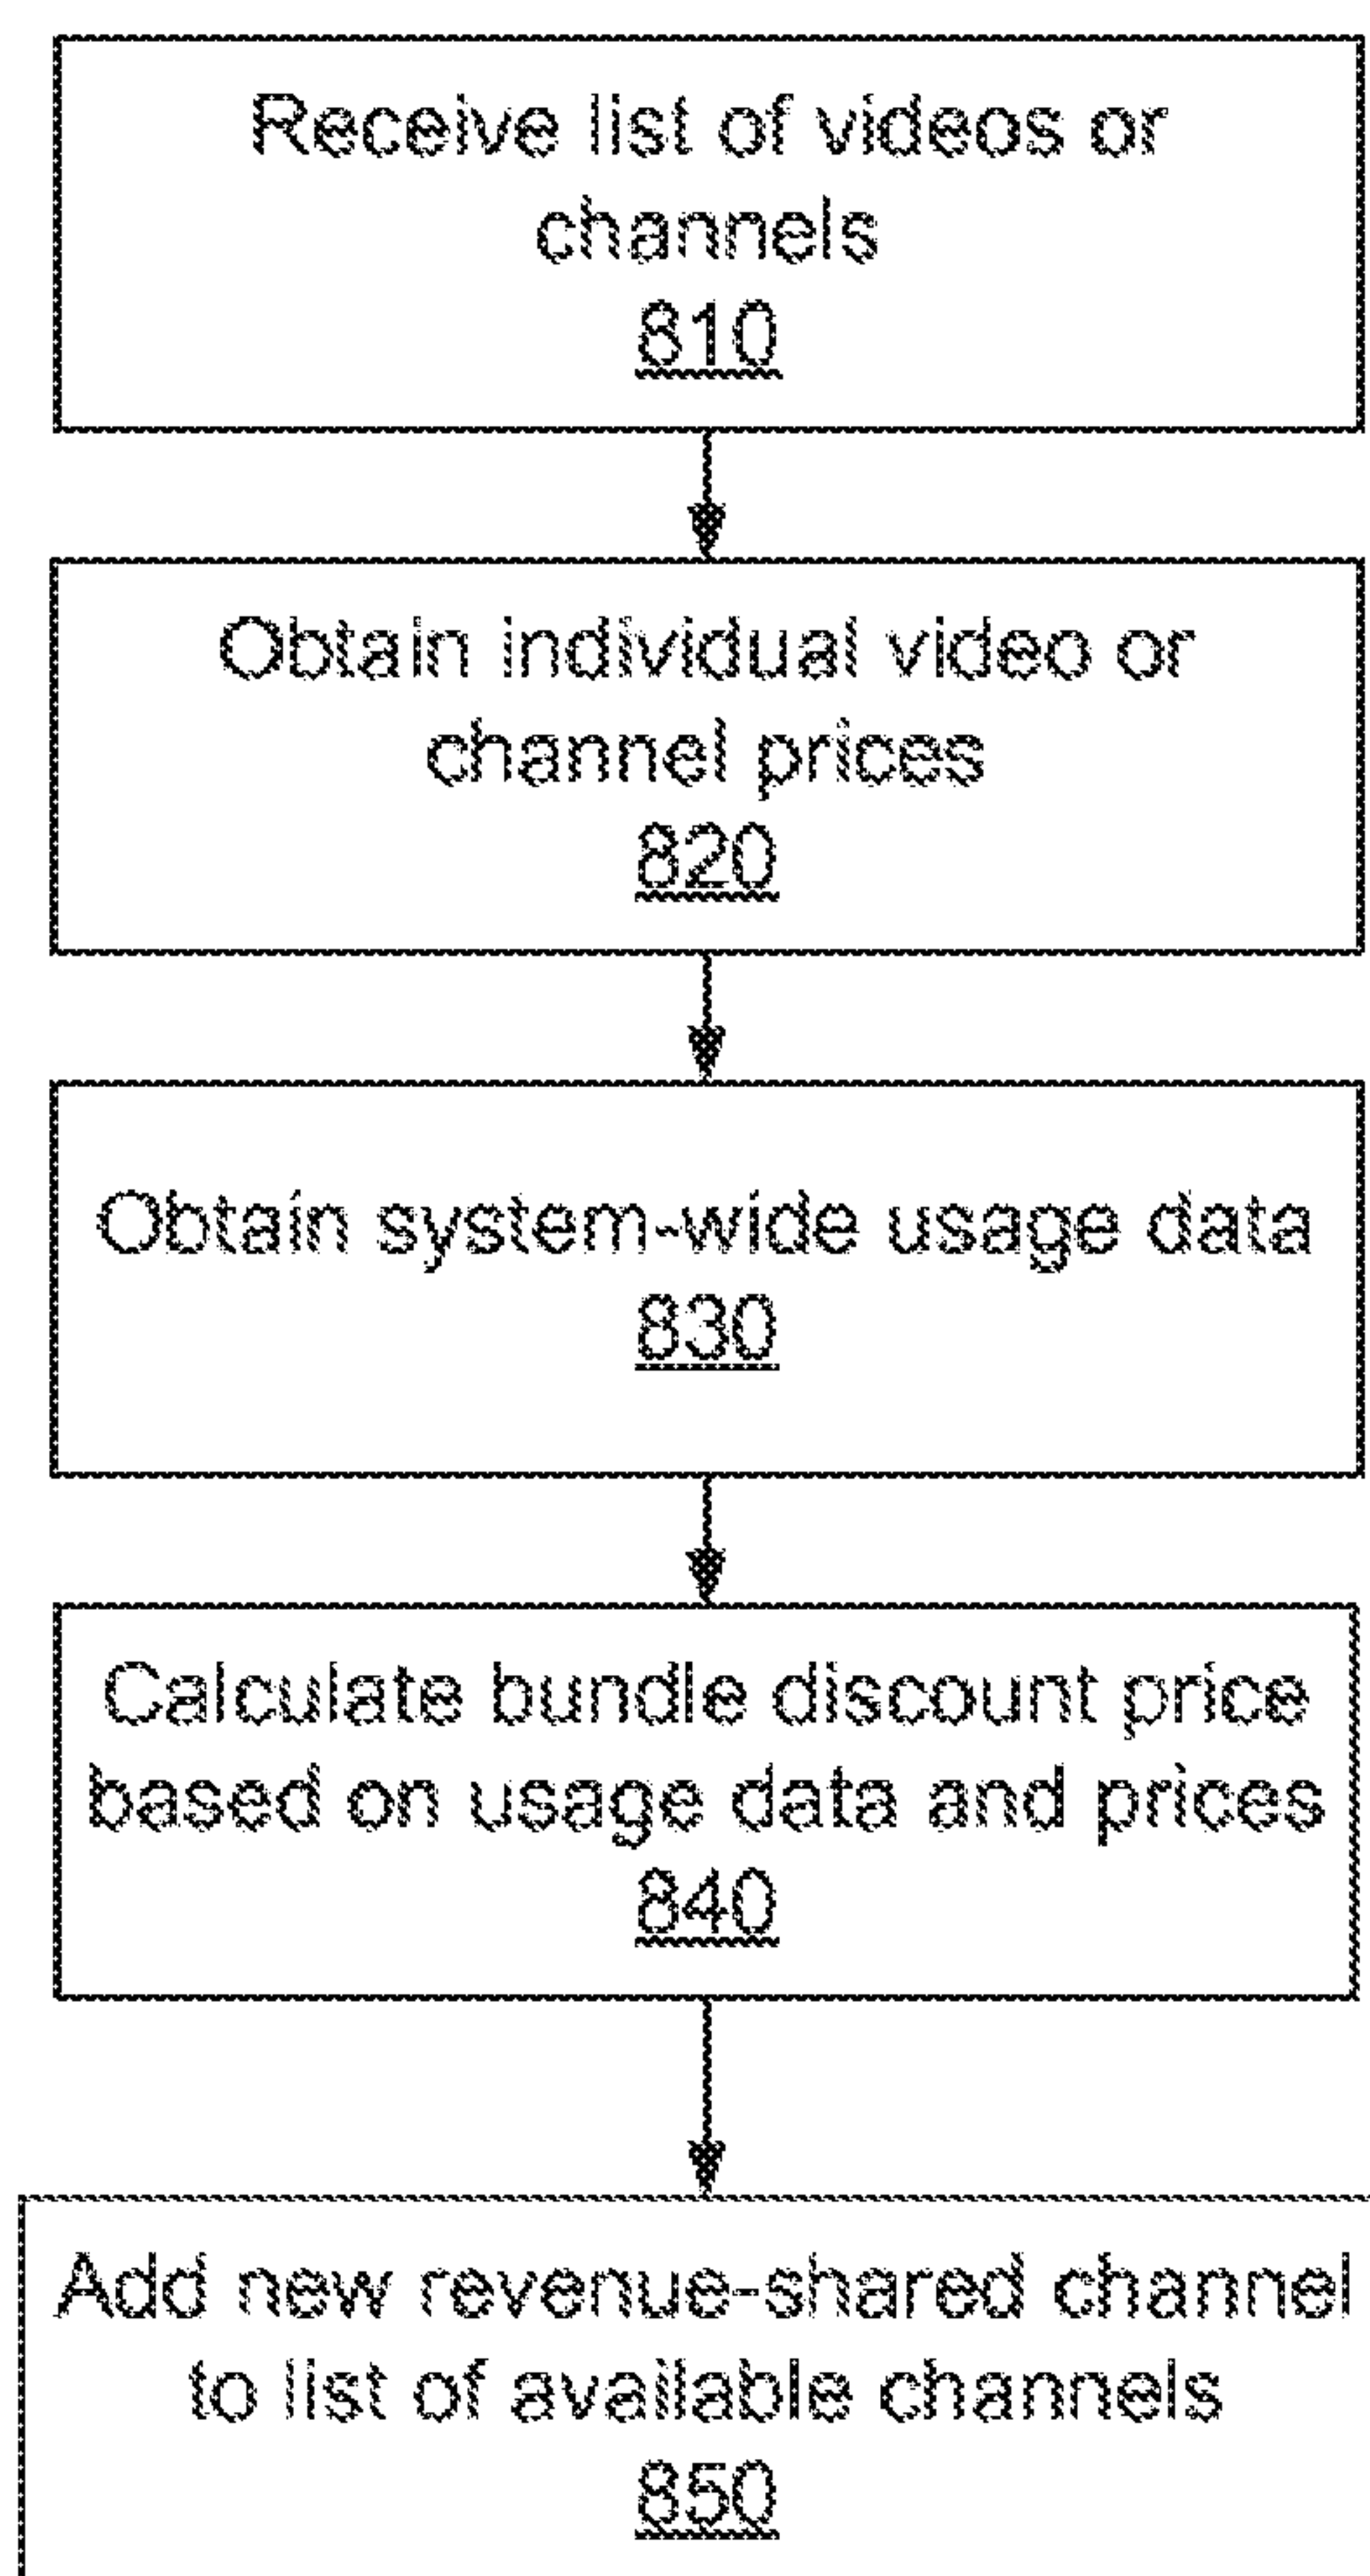 Receive list of videos or
channels
810
Obtain individual video or
channel prices
820
Obtain system-wide usage data
830
Calculate bundle discount price
based on usage data and prices
840
Add new revenue-shared channel
to list of available channels
850